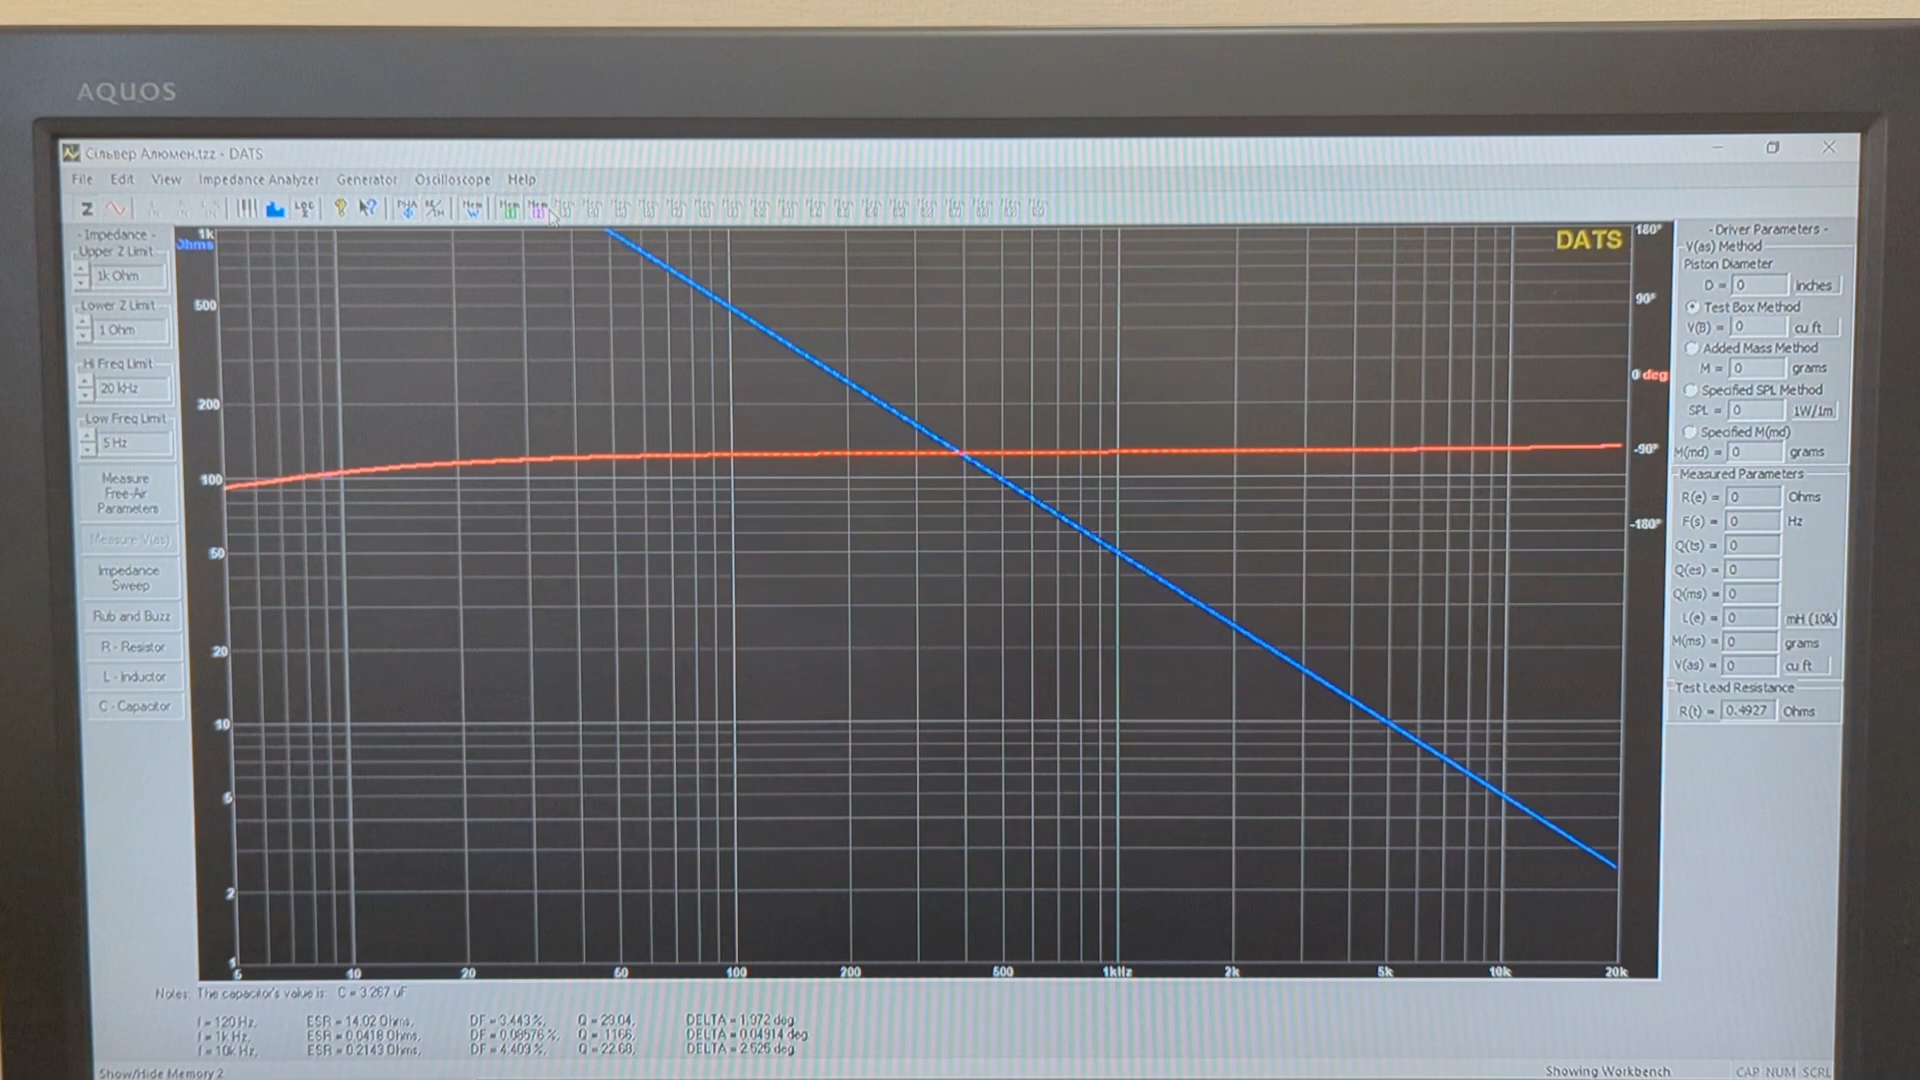 AQUOS
Сільвер Алюмен.tzz - DATS
File Edit View Impedance Analyzer Generator Oscilloscope Help
- Impedance -
Upper Z Limit
1k Ohm
Lower Z Limit
1 Ohm
Hi Freq Limit
20 kHz
Low Freq Limit
5 Hz
Measure
Free-Air
Parameters
Measure V(as)
Impedance
Sweep
Rub and Buzz
R - Resistor
L - Inductor
C - Capacitor
1k
Ohms
500
200
100
50
20
10
5
2
1
DATS
180°
90°
0 deg
-90°
-180°
5 10 20 50 100 200 500 1kHz 2k 5k 10k 20k
- Driver Parameters -
V(as) Method
Piston Diameter
D = 0 inches
Test Box Method
V(B) = 0 cu ft
Added Mass Method
M = 0 grams
Specified SPL Method
SPL = 0 1W/1m
Specified M(md)
M(md) = 0 grams
Measured Parameters
R(e) = 0 Ohms
F(s) = 0 Hz
Q(ts) = 0
Q(es) = 0
Q(ms) = 0
L(e) = 0 mH (10k)
M(ms) = 0 grams
V(as) = 0 cu ft
Test Lead Resistance
R(t) = 0.4927 Ohms
Notes: The capacitor's value is: C = 3.267 uF
f = 120 Hz, ESR = 14.02 Ohms, DF = 3.443 %, Q = 29.04, DELTA = 1.972 deg
f = 1k Hz, ESR = 0.0418 Ohms, DF = 0.08576 %, Q = 1166, DELTA = 0.04914 deg
f = 10k Hz, ESR = 0.2143 Ohms, DF = 4.409 %, Q = 22.68, DELTA = 2.525 deg
Show/Hide Memory 2
Showing Workbench
CAP NUM SCRL